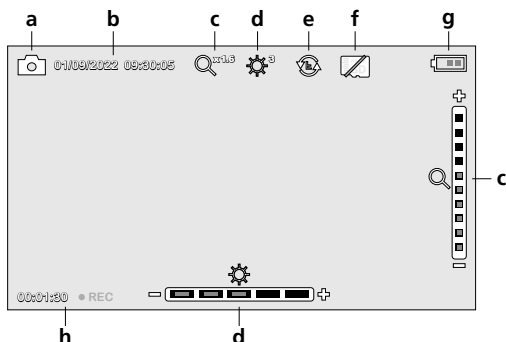 a b c d e f g
01/09/2022 09:30:05 x1.6 3
c
00:01:30 ● REC
h d